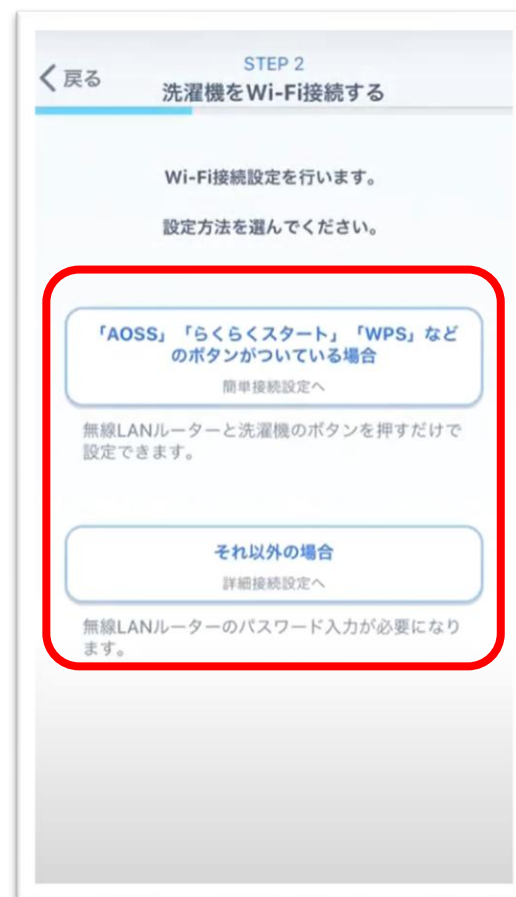 戻る
STEP 2
洗濯機をWi-Fi接続する
Wi-Fi接続設定を行います。
設定方法を選んでください。
「AOSS」「らくらくスタート」「WPS」など
のボタンがついている場合
簡単接続設定へ
無線LANルーターと洗濯機のボタンを押すだけで
設定できます。
それ以外の場合
詳細接続設定へ
無線LANルーターのパスワード入力が必要になり
ます。